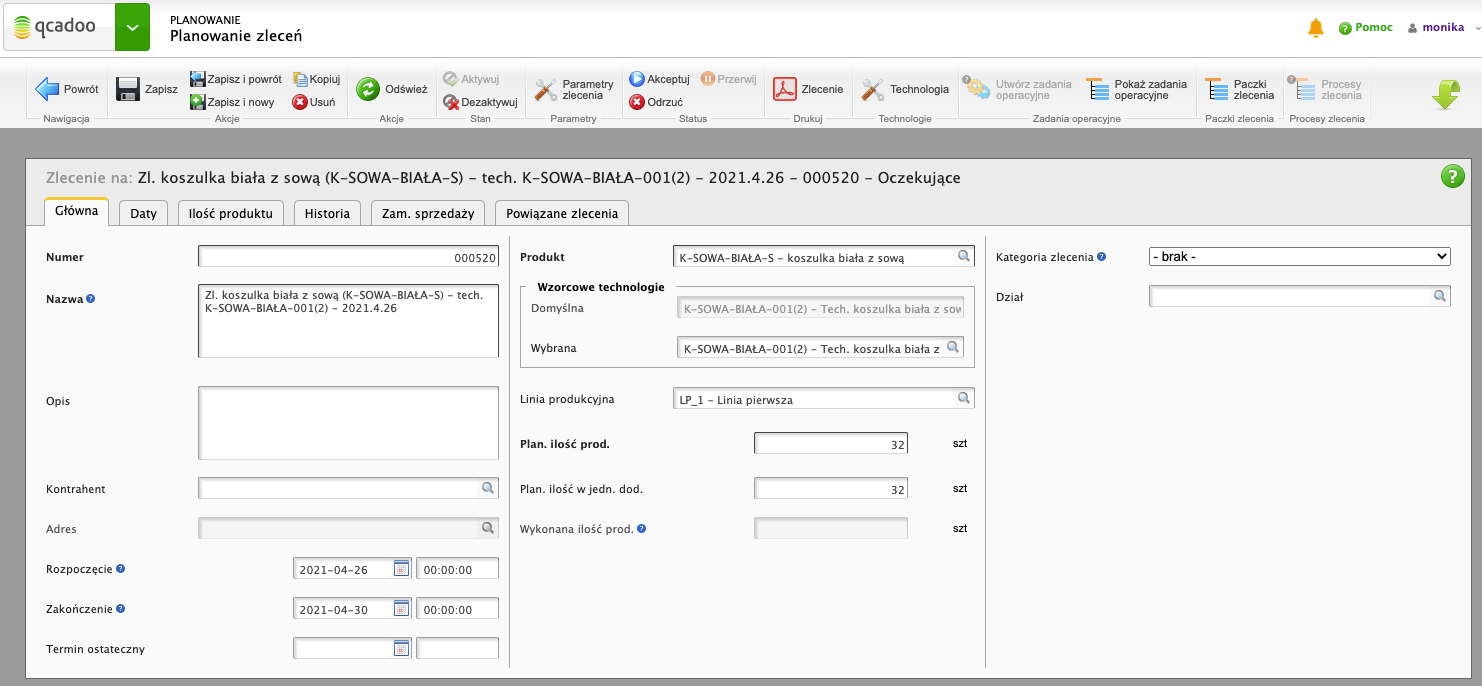 qcadoo
PLANOWANIE
Planowanie zleceń
Pomoc
monika
Powrót
Nawigacja
Zapisz
Zapisz i powrót
Zapisz i nowy
Kopiuj
Usuń
Akcje
Odśwież
Akcje
Aktywuj
Dezaktywuj
Stan
Parametry
zlecenia
Parametry
Akceptuj
Przerwij
Odrzuć
Status
Zlecenie
Drukuj
Technologia
Technologie
Utwórz zadania
operacyjne
Pokaż zadania
operacyjne
Zadania operacyjne
Paczki
zlecenia
Paczki zlecenia
Procesy
zlecenia
Procesy zlecenia
Zlecenie na: Zl. koszulka biała z sową (K-SOWA-BIAŁA-S) - tech. K-SOWA-BIAŁA-001(2) - 2021.4.26 - 000520 - Oczekujące
Główna
Daty
Ilość produktu
Historia
Zam. sprzedaży
Powiązane zlecenia
Numer
000520
Nazwa
Zl. koszulka biała z sową (K-SOWA-BIAŁA-S) - tech.
K-SOWA-BIAŁA-001(2) - 2021.4.26
Opis
Kontrahent
Adres
Rozpoczęcie
2021-04-26
00:00:00
Zakończenie
2021-04-30
00:00:00
Termin ostateczny
Produkt
K-SOWA-BIAŁA-S - koszulka biała z sową
Wzorcowe technologie
Domyślna
K-SOWA-BIAŁA-001(2) - Tech. koszulka biała z sow
Wybrana
K-SOWA-BIAŁA-001(2) - Tech. koszulka biała z
Linia produkcyjna
LP_1 - Linia pierwsza
Plan. ilość prod.
32
szt
Plan. ilość w jedn. dod.
32
szt
Wykonana ilość prod.
szt
Kategoria zlecenia
- brak -
Dział